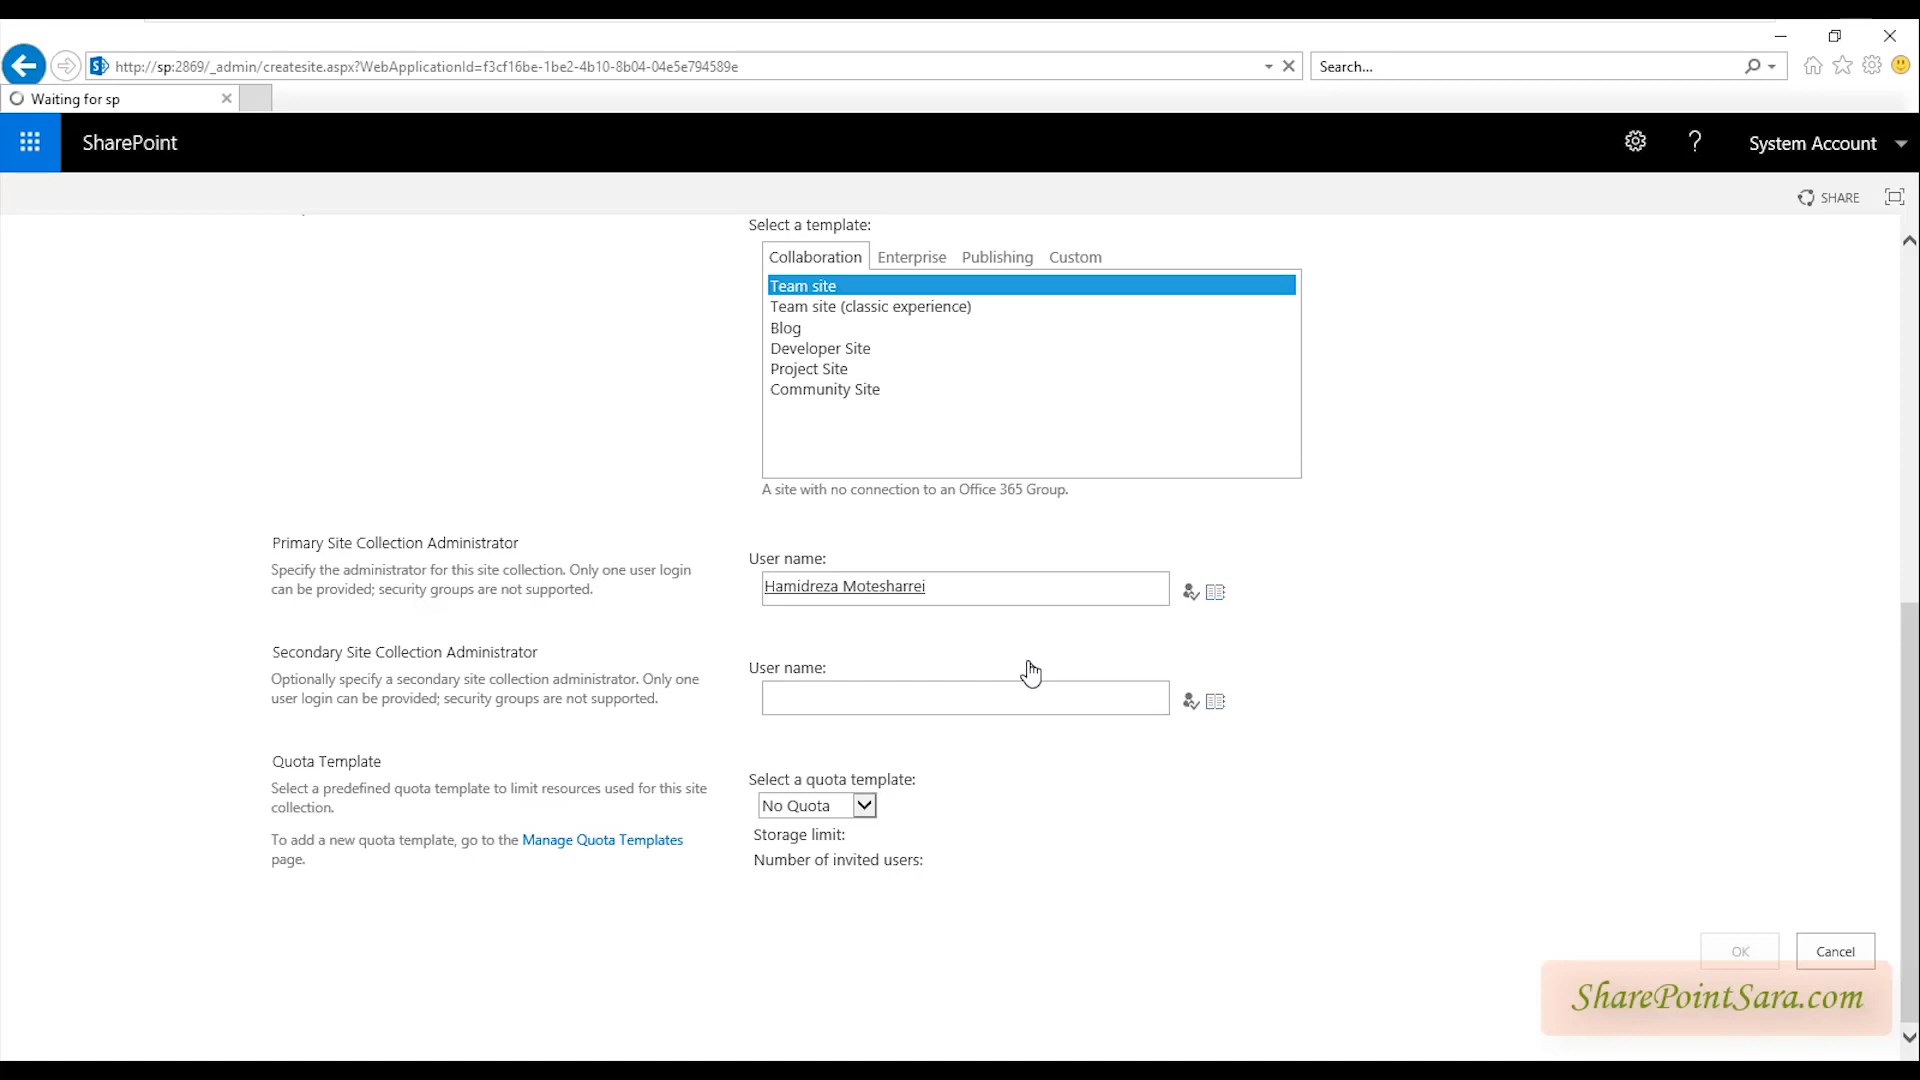 http://sp:2869/_admin/createsite.aspx?WebApplicationId=f3cf16be-1be2-4b10-8b04-04e5e794589e
Search...
Waiting for sp
SharePoint
System Account
SHARE
Select a template:
Collaboration Enterprise Publishing Custom
Team site
Team site (classic experience)
Blog
Developer Site
Project Site
Community Site
A site with no connection to an Office 365 Group.
Primary Site Collection Administrator
Specify the administrator for this site collection. Only one user login
can be provided; security groups are not supported.
User name:
Hamidreza Motesharrei
Secondary Site Collection Administrator
Optionally specify a secondary site collection administrator. Only one
user login can be provided; security groups are not supported.
User name:
Quota Template
Select a predefined quota template to limit resources used for this site
collection.
To add a new quota template, go to the Manage Quota Templates
page.
Select a quota template:
No Quota
Storage limit:
Number of invited users:
OK
Cancel
SharePointSara.com